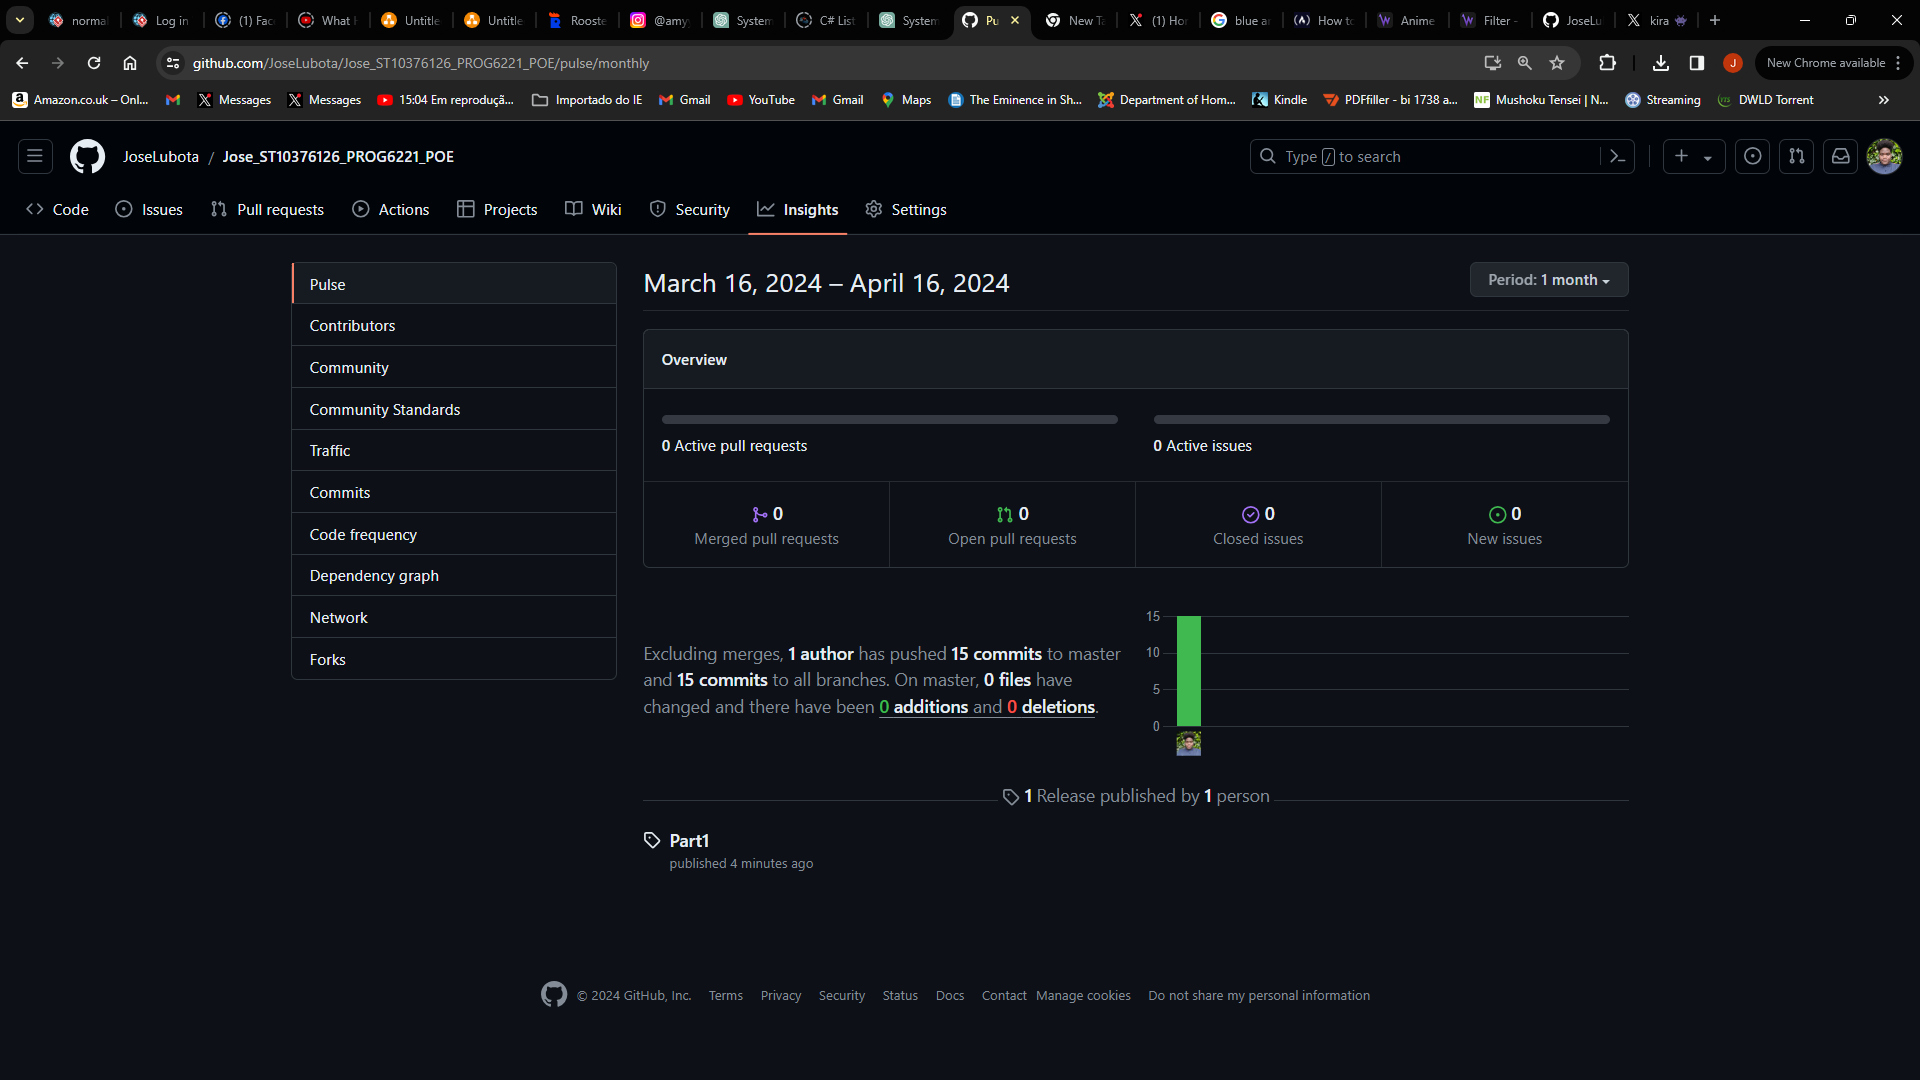 normal
Log in
(1) Fac
What H
Untitle
Untitle
Rooste
@amy
System
C# List
System
Pu
New Ta
(1) Hor
blue ar
How to
Anime
Filter -
JoseLu
kira
github.com/JoseLubota/Jose_ST10376126_PROG6221_POE/pulse/monthly
J
New Chrome available
Amazon.co.uk – Onl...
Messages
Messages
15:04 Em reproduçã...
Importado do IE
Gmail
YouTube
Gmail
Maps
The Eminence in Sh...
Department of Hom...
Kindle
PDFfiller - bi 1738 a...
NF
Mushoku Tensei | N...
Streaming
DWLD Torrent
JoseLubota / Jose_ST10376126_PROG6221_POE
Type / to search
Code
Issues
Pull requests
Actions
Projects
Wiki
Security
Insights
Settings
Pulse
Contributors
Community
Community Standards
Traffic
Commits
Code frequency
Dependency graph
Network
Forks
March 16, 2024 – April 16, 2024
Period: 1 month
Overview
0 Active pull requests
0 Active issues
0
Merged pull requests
0
Open pull requests
0
Closed issues
0
New issues
Excluding merges, 1 author has pushed 15 commits to master
and 15 commits to all branches. On master, 0 files have
changed and there have been 0 additions and 0 deletions.
15
10
5
0
1 Release published by 1 person
Part1
published 4 minutes ago
© 2024 GitHub, Inc.
Terms
Privacy
Security
Status
Docs
Contact
Manage cookies
Do not share my personal information